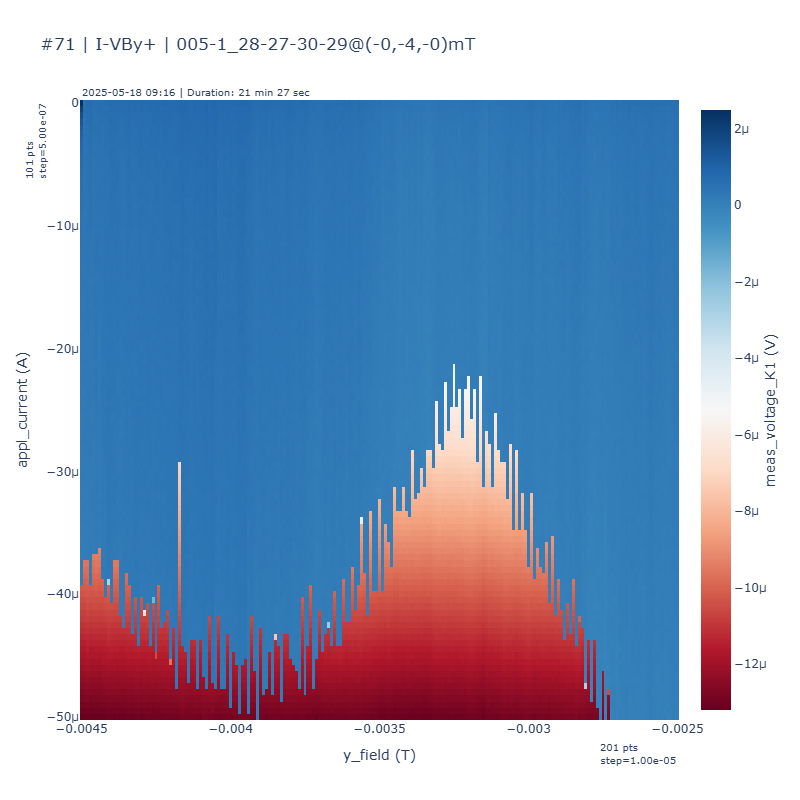 #71 | I-VBy+ | 005-1_28-27-30-29@(-0,-4,-0)mT
2025-05-18 09:16 | Duration: 21 min 27 sec
101 pts
step=5.00e-07
0
−10μ
−20μ
−30μ
−40μ
−50μ
appl_current (A)
−0.0045
−0.004
−0.0035
−0.003
−0.0025
y_field (T)
201 pts
step=1.00e-05
2μ
0
−2μ
−4μ
−6μ
−8μ
−10μ
−12μ
meas_voltage_K1 (V)